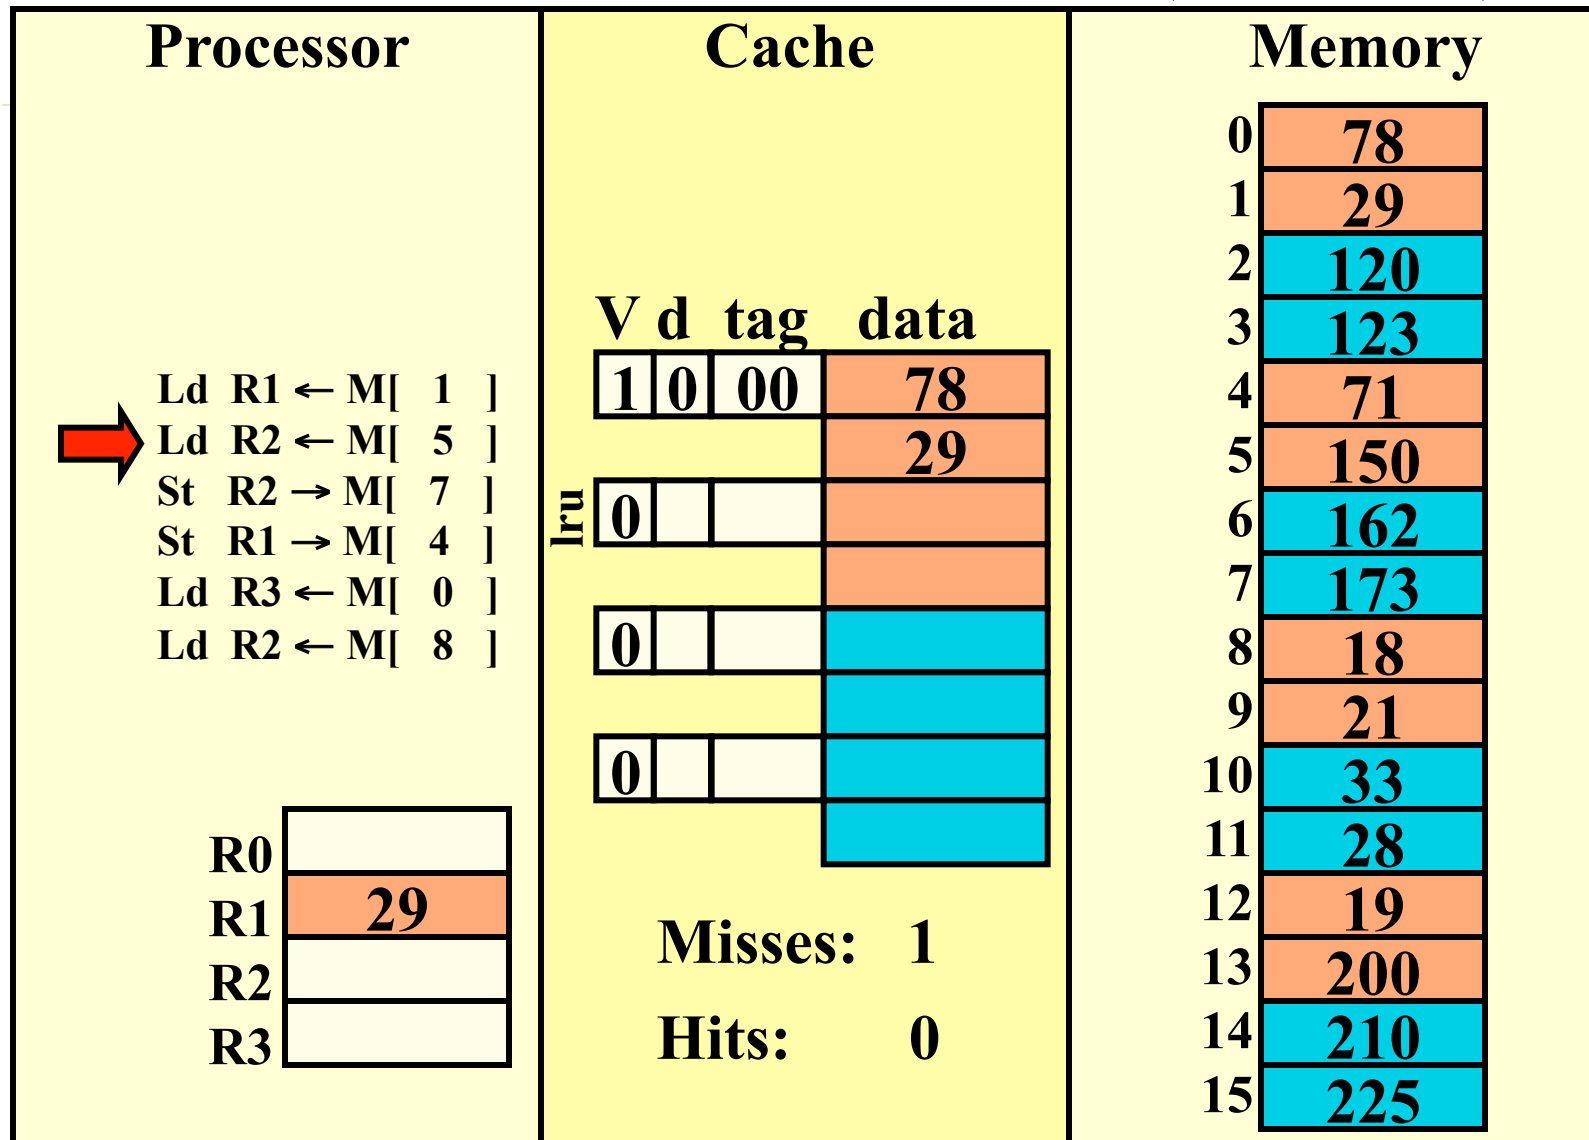 Processor
Ld R1 ← M[ 1 ]
Ld R2 ← M[ 5 ]
St R2 → M[ 7 ]
St R1 → M[ 4 ]
Ld R3 ← M[ 0 ]
Ld R2 ← M[ 8 ]
R0
R1 29
R2
R3
Cache
V d tag data
1 0 00 78
29
lru
0
0
0
Misses: 1
Hits: 0
Memory
0 78
1 29
2 120
3 123
4 71
5 150
6 162
7 173
8 18
9 21
10 33
11 28
12 19
13 200
14 210
15 225